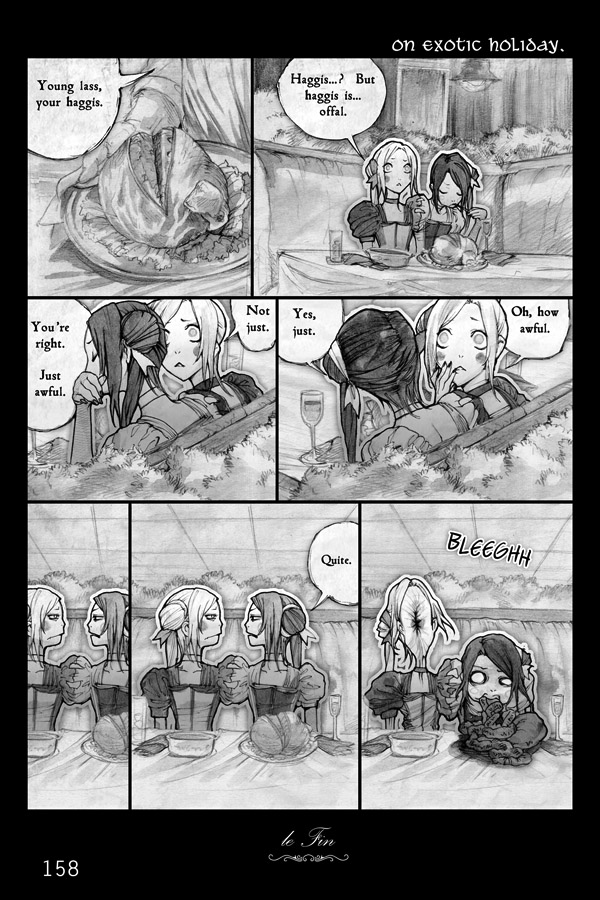 on exotic holiday.
Young lass,
your haggis.
Haggis...? But
haggis is...
offal.
You're
right.
Just
awful.
Not
just.
Yes,
just.
Oh, how
awful.
Quite.
BLEEGHH
le Fin
158